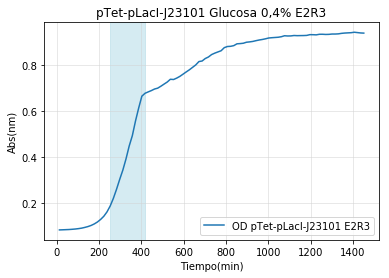 pTet-pLacI-J23101 Glucosa 0,4% E2R3
Abs(nm)
0.8
0.6
0.4
0.2
OD pTet-pLacI-J23101 E2R3
0 200 400 600 800 1000 1200 1400
Tiempo(min)